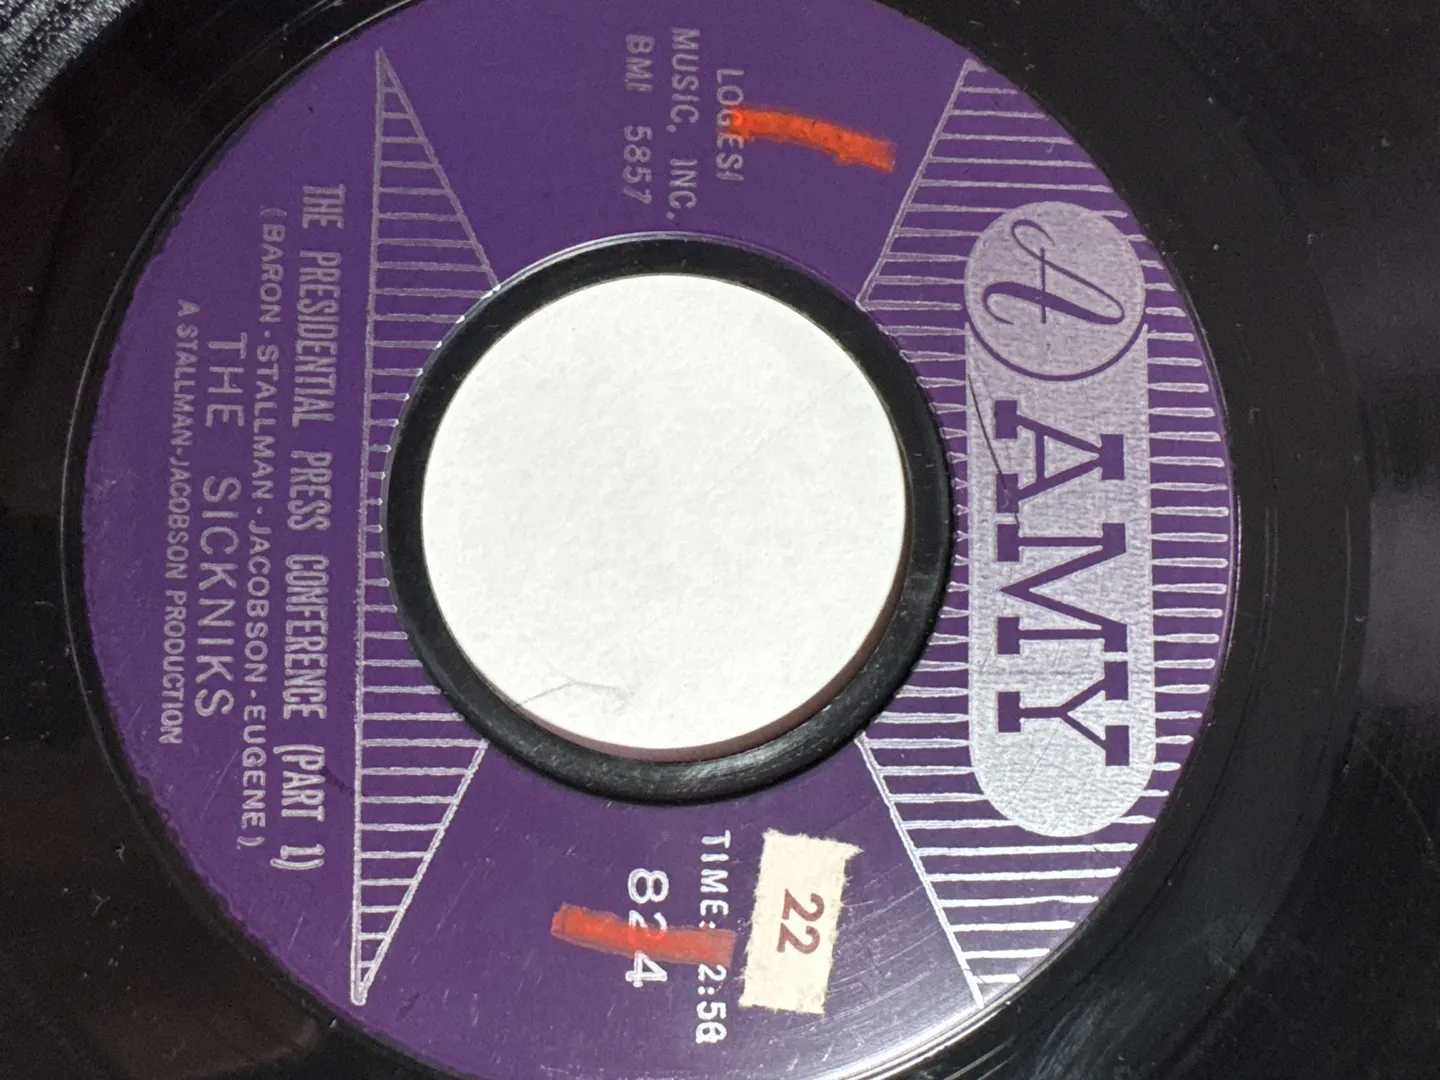 A AMY
LOGESI
MUSIC, INC.
BMI 5857
22
TIME: 2:56
824
THE PRESIDENTIAL PRESS CONFERENCE (PART 1)
(BARON-STALLMAN-JACOBSON-EUGENE)
THE SICKNIKS
A STALLMAN-JACOBSON PRODUCTION